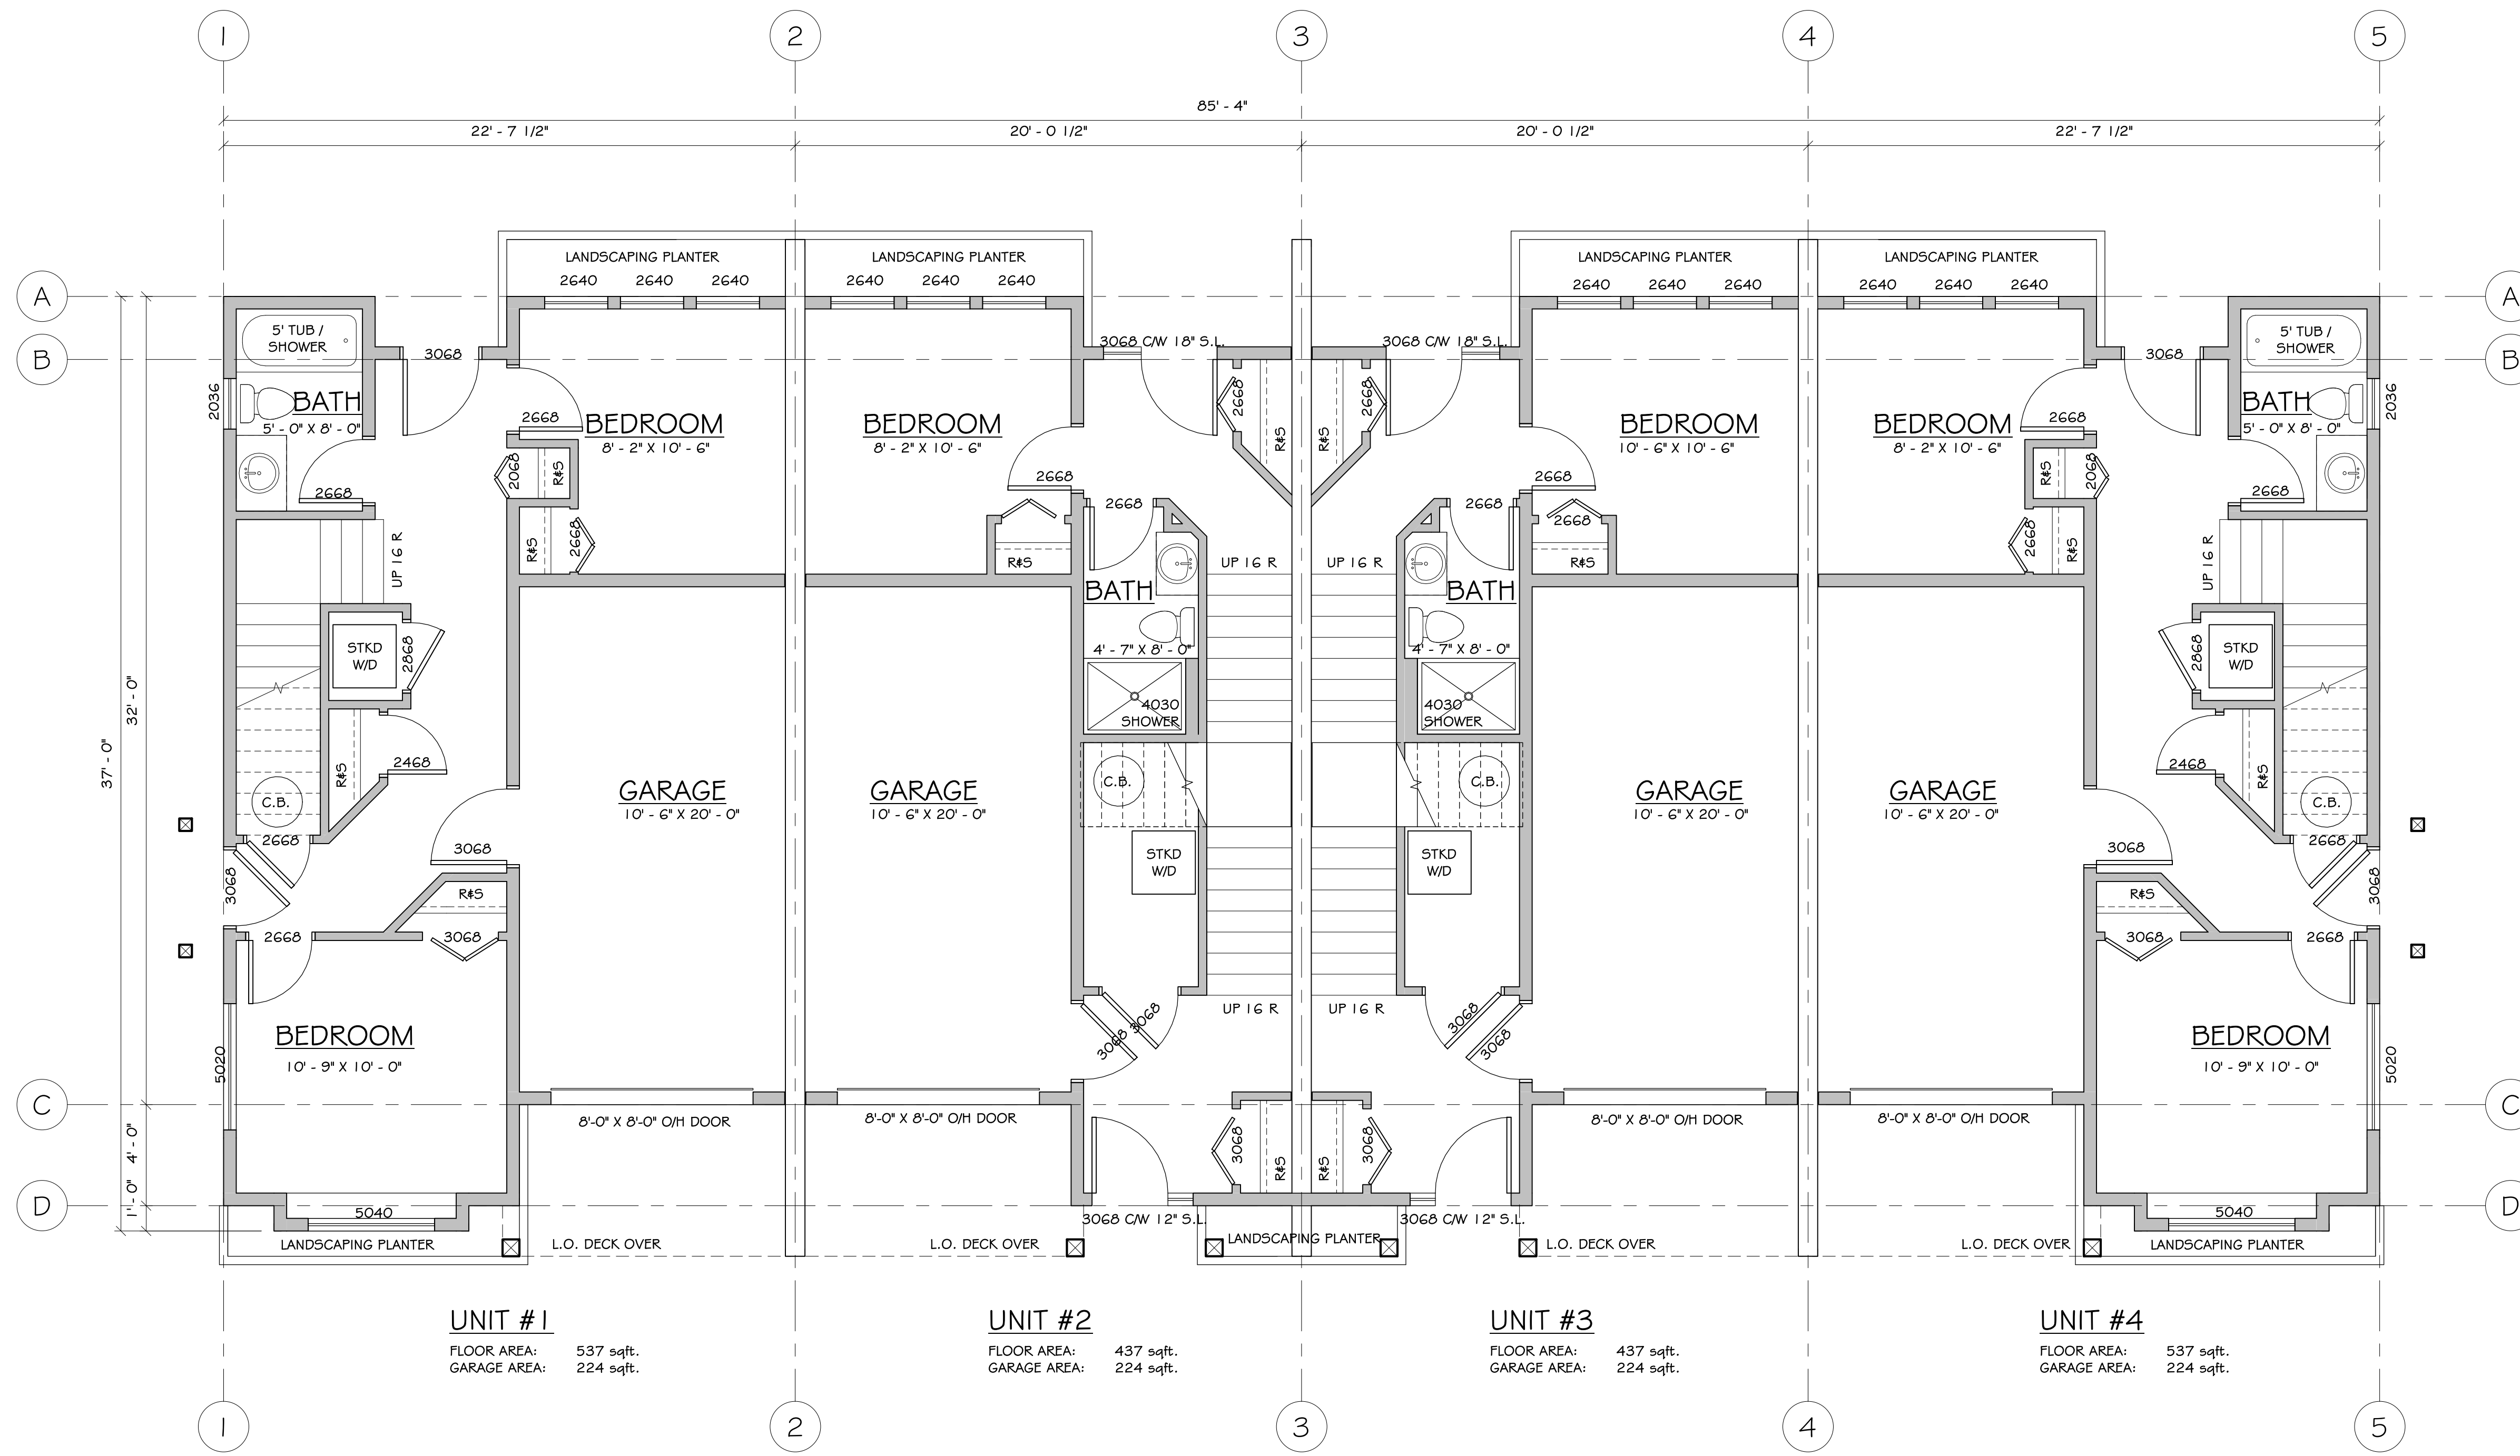 1 2 3 4 5
85' - 4"
22' - 7 1/2" 20' - 0 1/2" 20' - 0 1/2" 22' - 7 1/2"
LANDSCAPING PLANTER LANDSCAPING PLANTER LANDSCAPING PLANTER LANDSCAPING PLANTER
2640 2640 2640 2640 2640 2640 2640 2640 2640 2640 2640 2640
A A
5' TUB / 5' TUB /
SHOWER SHOWER
3068 C/W 18" S.L. 3068 C/W 18" S.L.
B 3068 3068 B
2036 BATH 2668 2668 BATH 2036
5' - 0" X 8' - 0" 5' - 0" X 8' - 0"
2668 2668
BEDROOM BEDROOM BEDROOM BEDROOM
8' - 2" X 10' - 6" 8' - 2" X 10' - 6" 10' - 6" X 10' - 6" 8' - 2" X 10' - 6"
R&S R&S
2068 R&S R&S 2068
2668 2668 2668 2668
2668 2668
2668
R&S 2668 2668 R&S
UP 16 R R&S UP 16 R UP 16 R R&S UP 16 R
BATH BATH
STKD 2868 2868 STKD
W/D W/D
4' - 7" X 8' - 0" 4' - 7" X 8' - 0"
32' - 0"
4030 4030
SHOWER SHOWER
37' - 0"
2468 2468
R&S R&S
C.B. C.B. C.B. C.B.
GARAGE GARAGE GARAGE GARAGE
10' - 6" X 20' - 0" 10' - 6" X 20' - 0" 10' - 6" X 20' - 0" 10' - 6" X 20' - 0"
2668 3068 3068 2668
STKD STKD
W/D W/D
3068 3068
R&S R&S
2668 3068 3068 2668
UP 16 R UP 16 R
3068 3068 3068 3068
BEDROOM BEDROOM
10' - 9" X 10' - 0" 10' - 9" X 10' - 0"
5020 5020
C C
8'-0" X 8'-0" O/H DOOR 8'-0" X 8'-0" O/H DOOR 8'-0" X 8'-0" O/H DOOR 8'-0" X 8'-0" O/H DOOR
4' - 0"
3068 3068
R&S R&S
1' - 0"
D 5040 5040 D
3068 C/W 12" S.L. 3068 C/W 12" S.L.
LANDSCAPING PLANTER L.O. DECK OVER L.O. DECK OVER LANDSCAPING PLANTER L.O. DECK OVER L.O. DECK OVER LANDSCAPING PLANTER
UNIT #1 UNIT #2 UNIT #3 UNIT #4
FLOOR AREA: 537 sqft. FLOOR AREA: 437 sqft. FLOOR AREA: 437 sqft. FLOOR AREA: 537 sqft.
GARAGE AREA: 224 sqft. GARAGE AREA: 224 sqft. GARAGE AREA: 224 sqft. GARAGE AREA: 224 sqft.
1 2 3 4 5